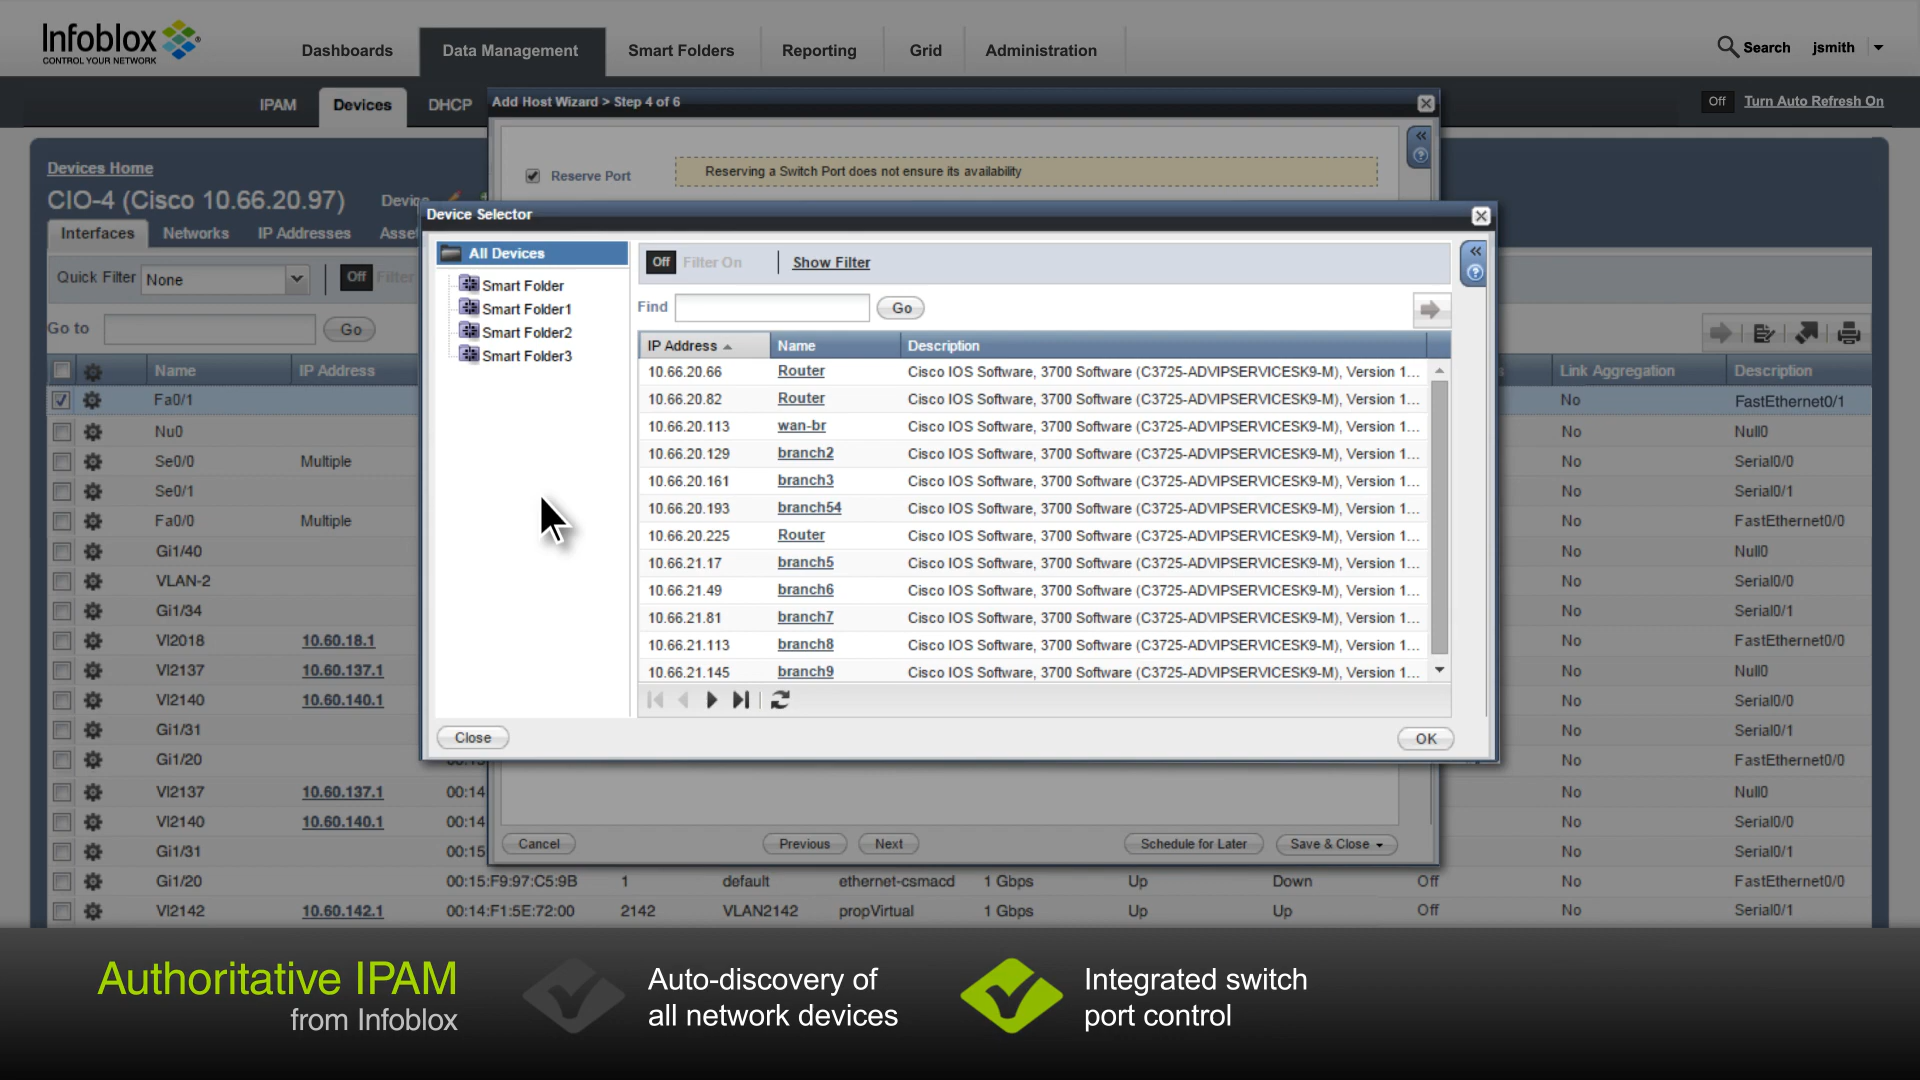 Infoblox
CONTROL YOUR NETWORK
Dashboards
Data Management
Smart Folders
Reporting
Grid
Administration
Search
jsmith
IPAM
Devices
DHCP
Off
Turn Auto Refresh On
Add Host Wizard > Step 4 of 6
Reserve Port
Reserving a Switch Port does not ensure its availability
Devices Home
CIO-4 (Cisco 10.66.20.97)
Device
Interfaces
Networks
IP Addresses
Asset
Quick Filter
None
Off
Filter
Go to
Go
Device Selector
All Devices
Smart Folder
Smart Folder1
Smart Folder2
Smart Folder3
Off
Filter On
Show Filter
Find
Go
IP Address Name Description
10.66.20.66 Router Cisco IOS Software, 3700 Software (C3725-ADVIPSERVICESK9-M), Version 1...
10.66.20.82 Router Cisco IOS Software, 3700 Software (C3725-ADVIPSERVICESK9-M), Version 1...
10.66.20.113 wan-br Cisco IOS Software, 3700 Software (C3725-ADVIPSERVICESK9-M), Version 1...
10.66.20.129 branch2 Cisco IOS Software, 3700 Software (C3725-ADVIPSERVICESK9-M), Version 1...
10.66.20.161 branch3 Cisco IOS Software, 3700 Software (C3725-ADVIPSERVICESK9-M), Version 1...
10.66.20.193 branch54 Cisco IOS Software, 3700 Software (C3725-ADVIPSERVICESK9-M), Version 1...
10.66.20.225 Router Cisco IOS Software, 3700 Software (C3725-ADVIPSERVICESK9-M), Version 1...
10.66.21.17 branch5 Cisco IOS Software, 3700 Software (C3725-ADVIPSERVICESK9-M), Version 1...
10.66.21.49 branch6 Cisco IOS Software, 3700 Software (C3725-ADVIPSERVICESK9-M), Version 1...
10.66.21.81 branch7 Cisco IOS Software, 3700 Software (C3725-ADVIPSERVICESK9-M), Version 1...
10.66.21.113 branch8 Cisco IOS Software, 3700 Software (C3725-ADVIPSERVICESK9-M), Version 1...
10.66.21.145 branch9 Cisco IOS Software, 3700 Software (C3725-ADVIPSERVICESK9-M), Version 1...
Close
OK
Name IP Address Link Aggregation Description
Fa0/1 No FastEthernet0/1
Nu0 No Null0
Se0/0 Multiple No Serial0/0
Se0/1 No Serial0/1
Fa0/0 Multiple No FastEthernet0/0
Gi1/40 No Null0
VLAN-2 No Serial0/0
Gi1/34 No Serial0/1
Vl2018 10.60.18.1 No FastEthernet0/0
Vl2137 10.60.137.1 No Null0
Vl2140 10.60.140.1 No Serial0/0
Gi1/31 No Serial0/1
Gi1/20 No FastEthernet0/0
Vl2137 10.60.137.1 00:14 No Null0
Vl2140 10.60.140.1 00:14 No Serial0/0
Gi1/31 00:15 No Serial0/1
Gi1/20 00:15:F9:97:C5:9B 1 default ethernet-csmacd 1 Gbps Up Down Off No FastEthernet0/0
Vl2142 10.60.142.1 00:14:F1:5E:72:00 2142 VLAN2142 propVirtual 1 Gbps Up Up Off No Serial0/1
Cancel
Previous
Next
Schedule for Later
Save & Close
Authoritative IPAM
from Infoblox
Auto-discovery of
all network devices
Integrated switch
port control